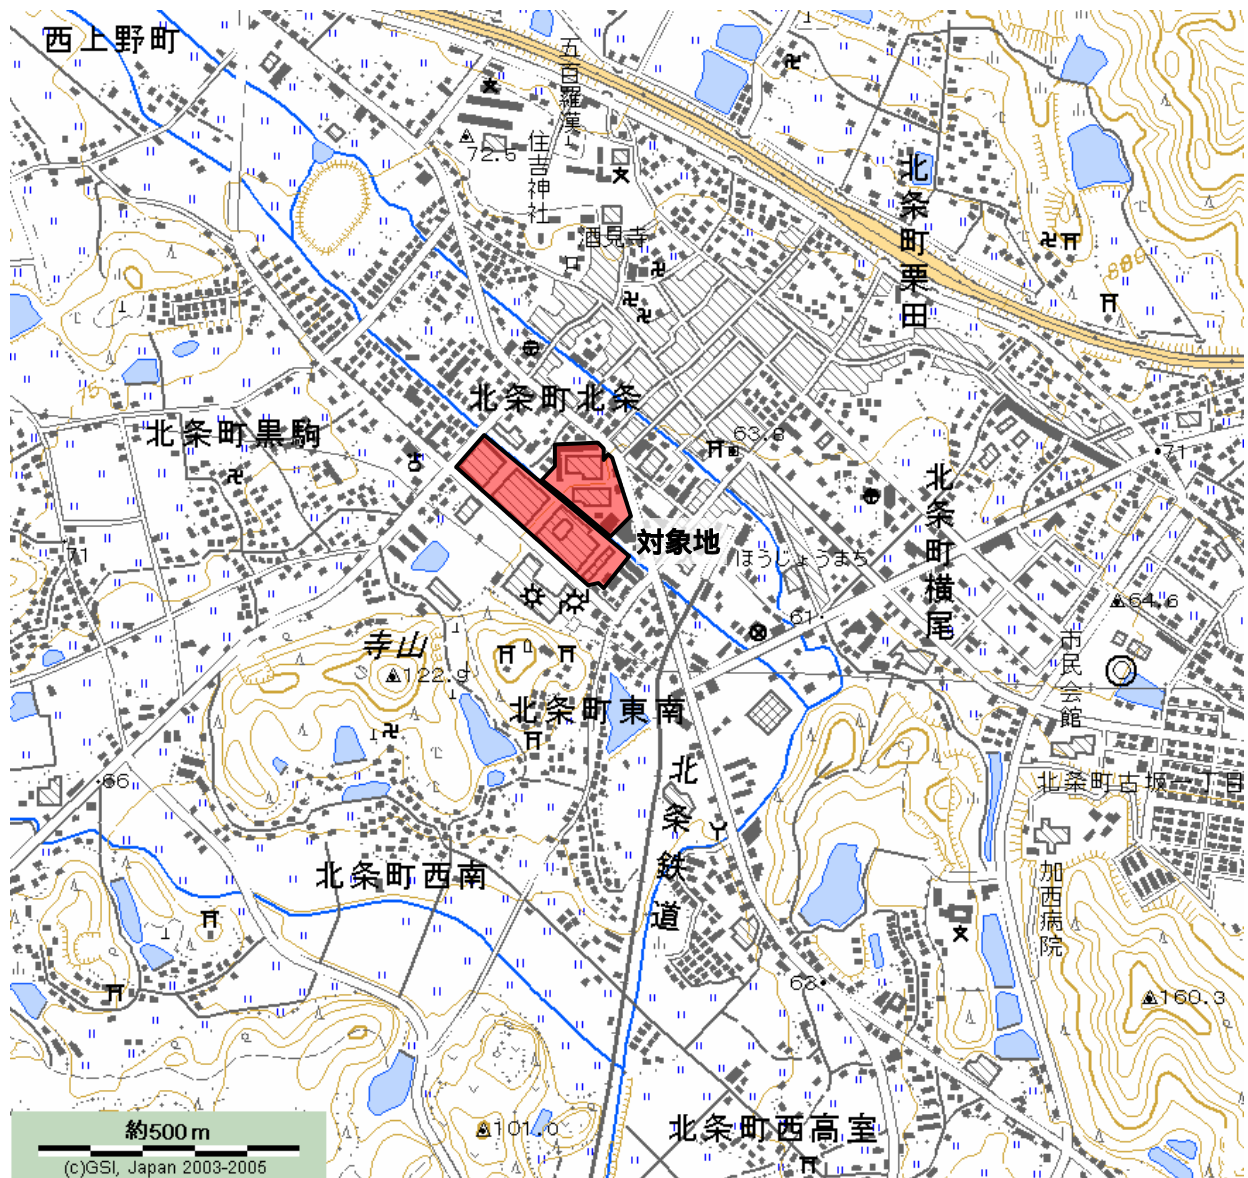 西上野町
五百羅漢
72.5
住吉神社
酒見寺
北条町栗田
北条町北条
63.8
北条町黒駒
71
71
対象地
ほうじょうまち
北条町横尾
61
64.6
寺山
122.9
市民会館
北条町東南
66
北条鉄道
北条町古坂一丁目
北条町西南
加西病院
63
160.3
101.6
北条町西高室
約500m
(c)GSI, Japan 2003-2005